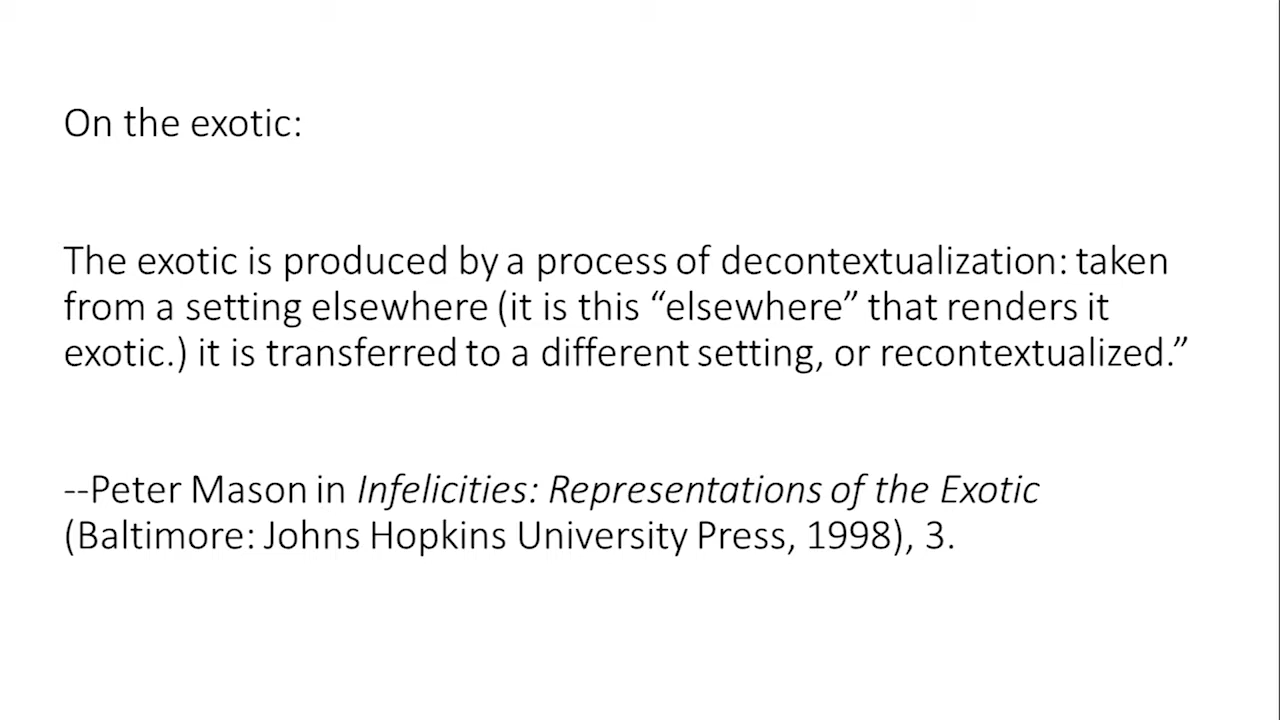 On the exotic:
The exotic is produced by a process of decontextualization: taken
from a setting elsewhere (it is this “elsewhere” that renders it
exotic.) it is transferred to a different setting, or recontextualized.”
--Peter Mason in Infelicities: Representations of the Exotic
(Baltimore: Johns Hopkins University Press, 1998), 3.